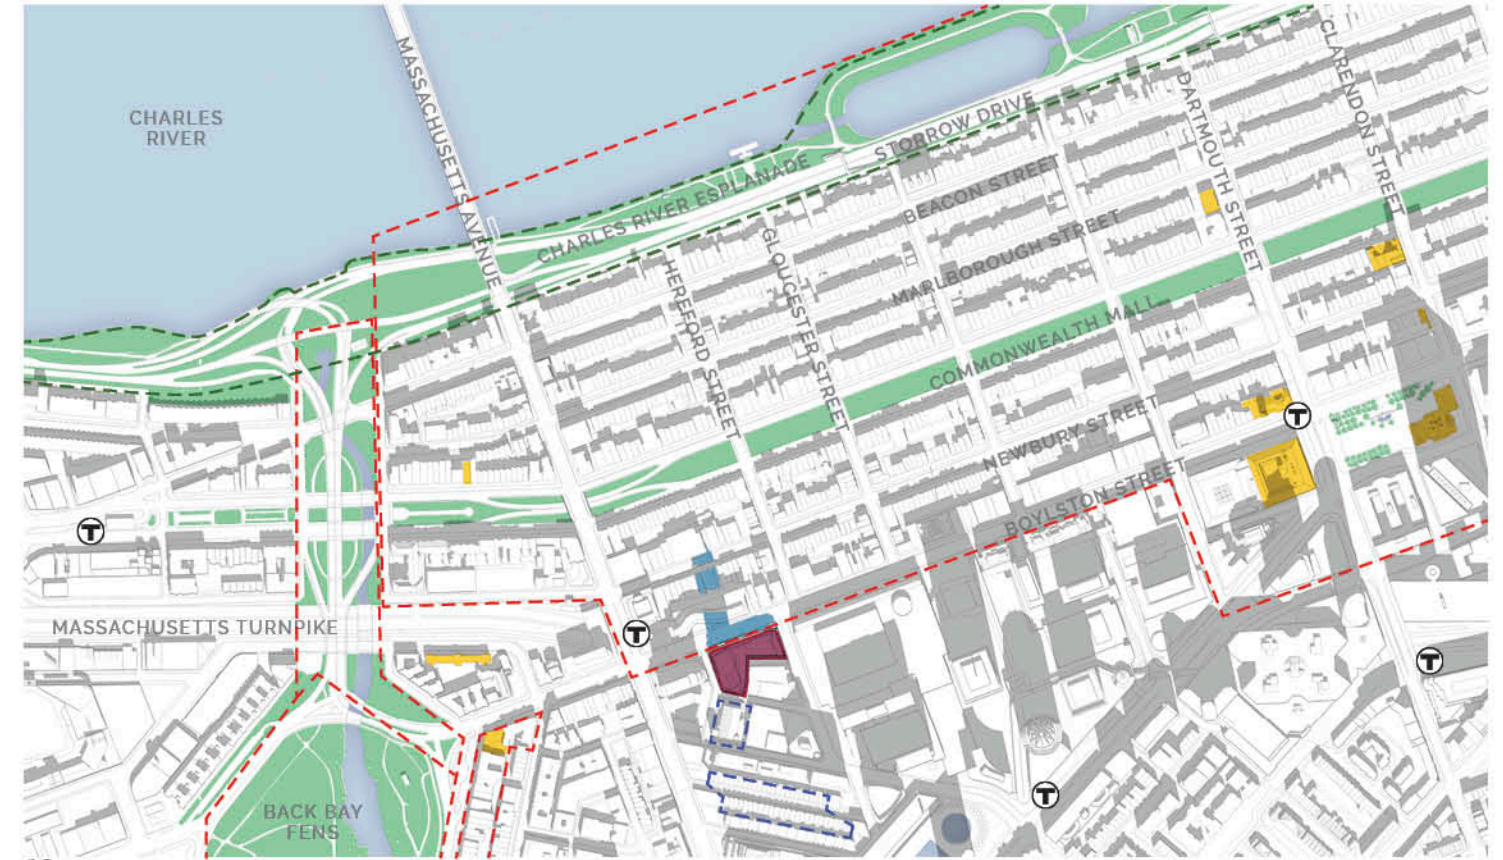 CHARLES
RIVER
MASSACHUSETTS AVENUE
CHARLES RIVER ESPLANADE
STORROW DRIVE
BEACON STREET
MARLBOROUGH STREET
COMMONWEALTH MALL
NEWBURY STREET
BOYLSTON STREET
HEREFORD STREET
GLOUCESTER STREET
DARTMOUTH STREET
CLARENDON STREET
T
T
T
T
T
MASSACHUSETTS TURNPIKE
BACK BAY
FENS